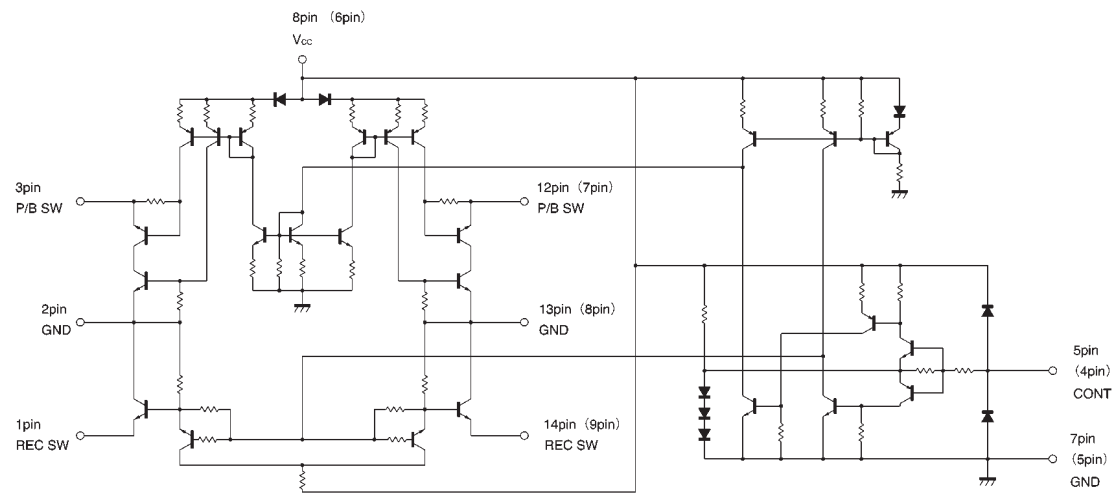 8pin （6pin）
Vcc
3pin
P/B SW
12pin（7pin）
P/B SW
2pin
GND
13pin（8pin）
GND
5pin
（4pin）
CONT
1pin
REC SW
14pin（9pin）
REC SW
7pin
（5pin）
GND